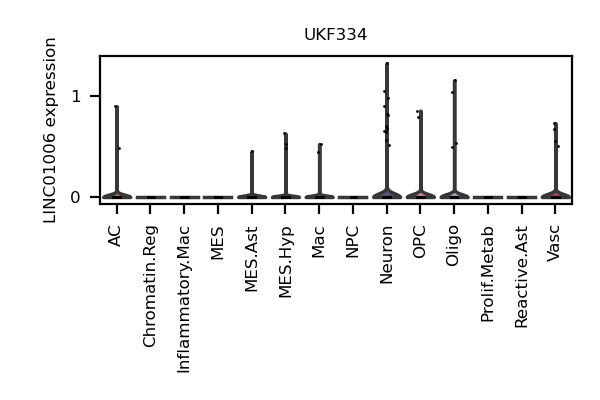 UKF334
LINC01006 expression
1
0
AC
Chromatin.Reg
Inflammatory.Mac
MES
MES.Ast
MES.Hyp
Mac
NPC
Neuron
OPC
Oligo
Prolif.Metab
Reactive.Ast
Vasc